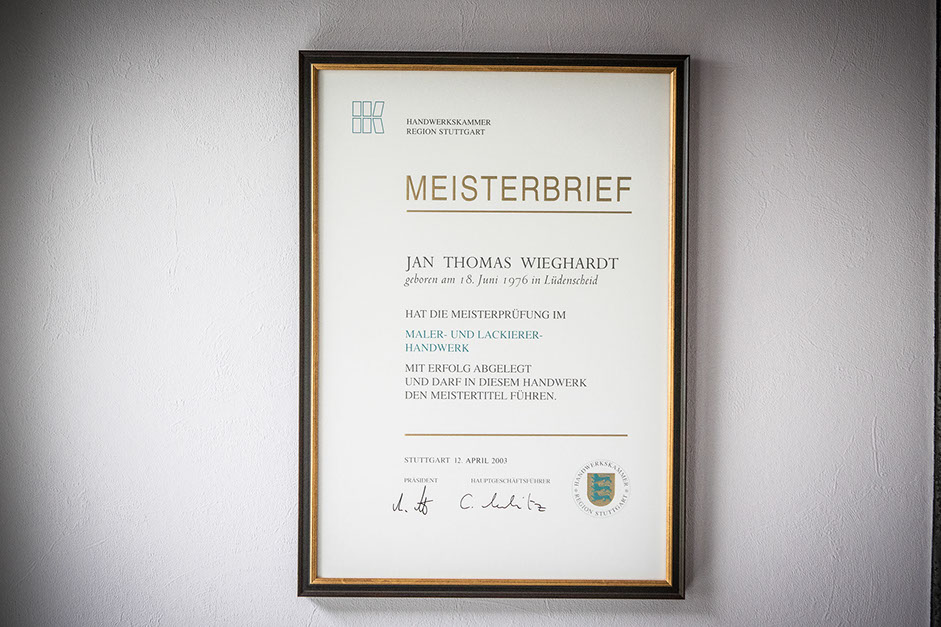 HANDWERKSKAMMER
REGION STUTTGART
MEISTERBRIEF
JAN THOMAS WIEGHARDT
geboren am 18. Juni 1976 in Lüdenscheid
HAT DIE MEISTERPRÜFUNG IM
MALER- UND LACKIERER-
HANDWERK
MIT ERFOLG ABGELEGT
UND DARF IN DIESEM HANDWERK
DEN MEISTERTITEL FÜHREN.
STUTTGART 12. APRIL 2003
PRÄSIDENT HAUPTGESCHÄFTSFÜHRER
HANDWERKSKAMMER
REGION STUTTGART